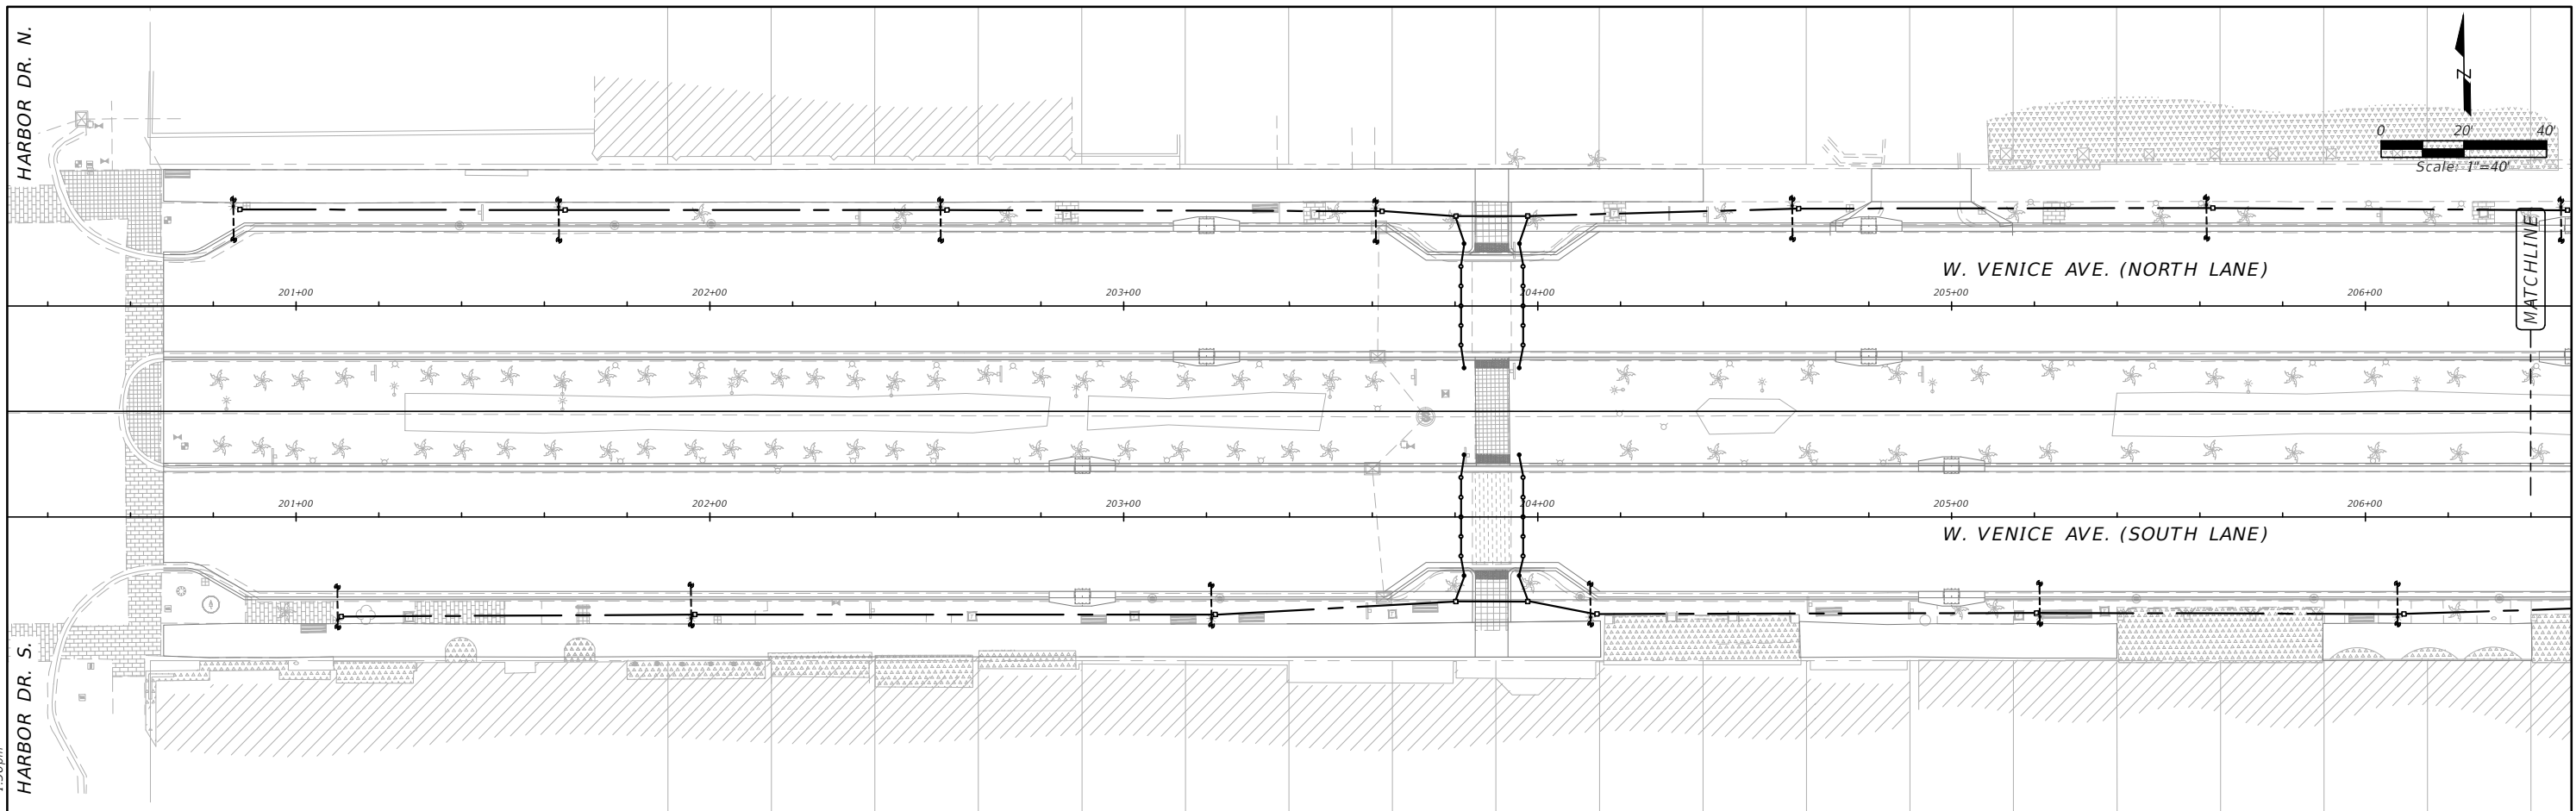 HARBOR DR. N.
Z
0 20' 40'
Scale: 1"=40'
W. VENICE AVE. (NORTH LANE)
MATCHLINE
201+00 202+00 203+00 204+00 205+00 206+00
201+00 202+00 203+00 204+00 205+00 206+00
W. VENICE AVE. (SOUTH LANE)
HARBOR DR. S.